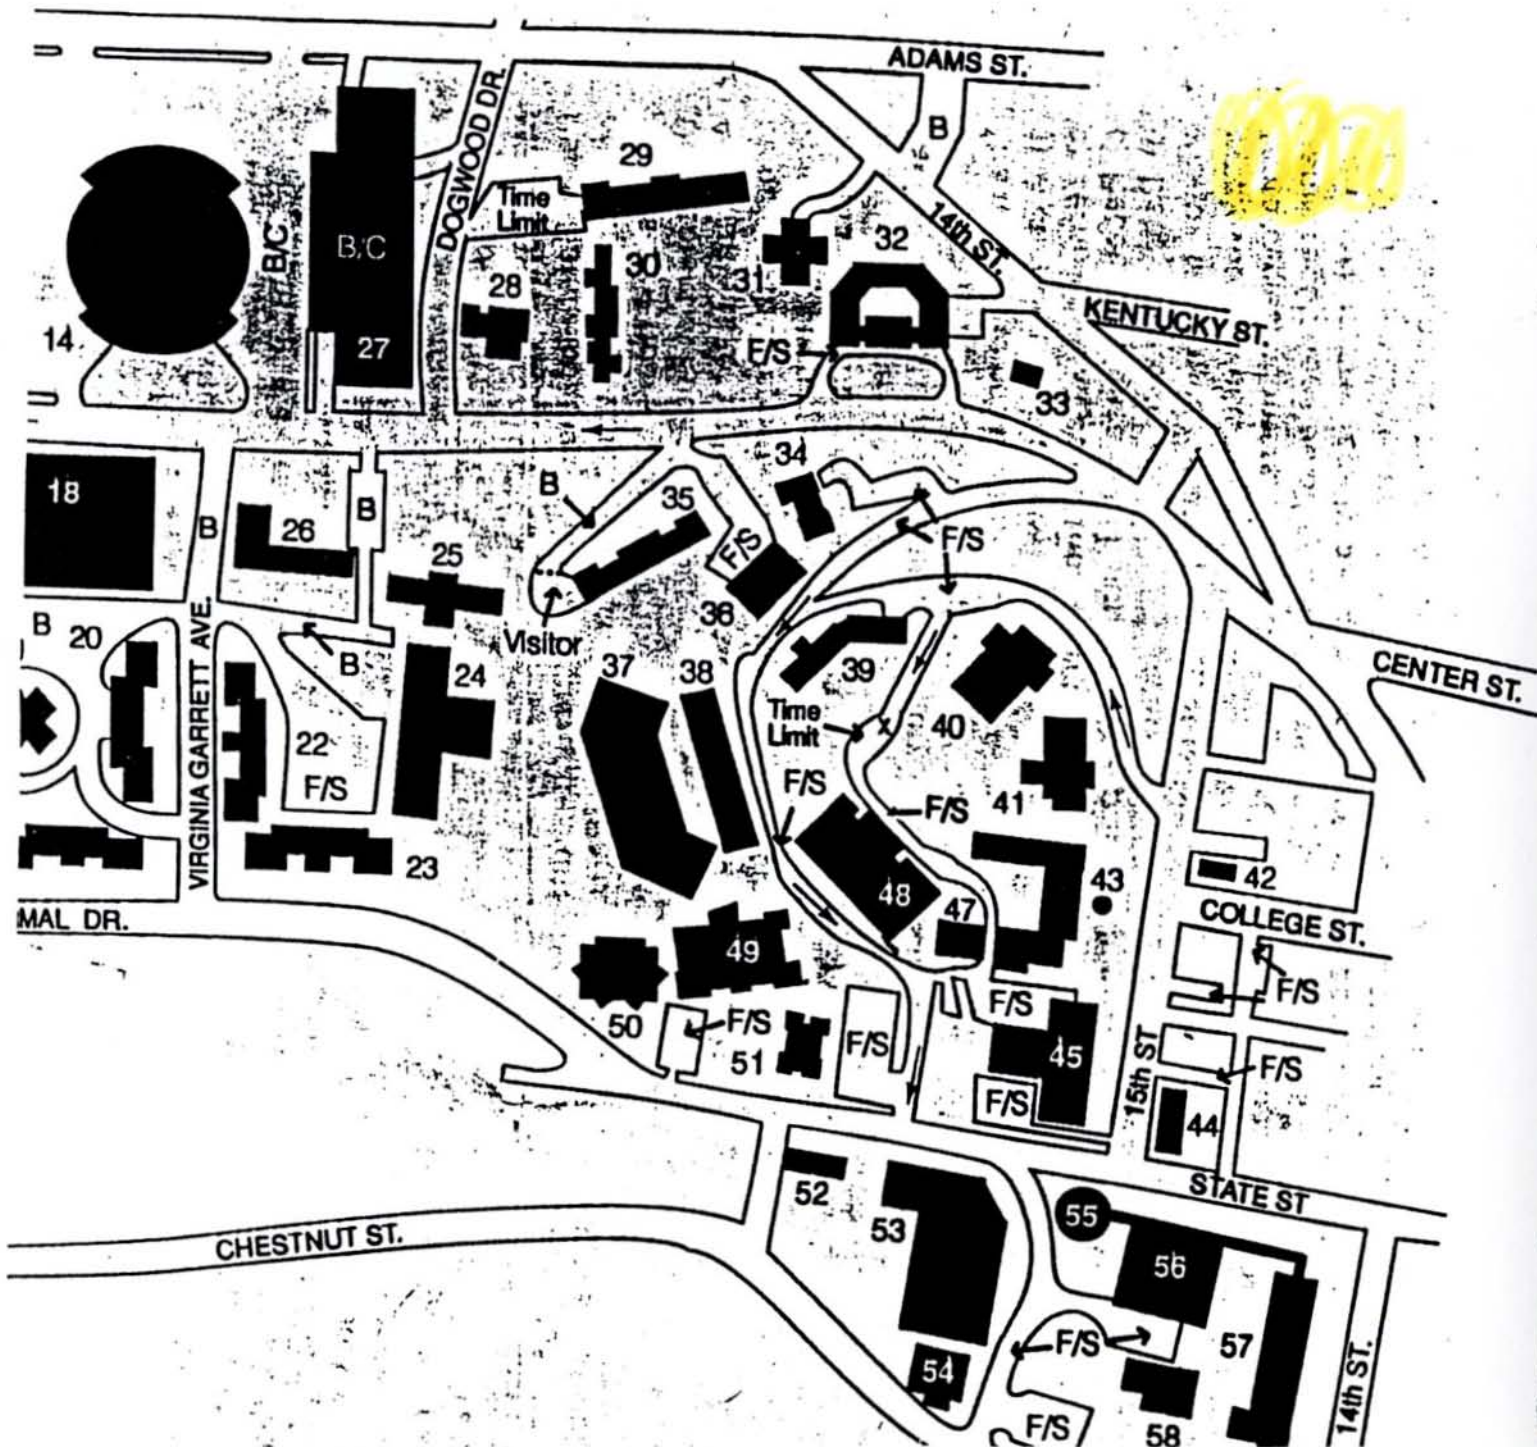 ADAMS ST.
DOGWOOD DR.
B
29
Time
Limit
14th ST.
32
B/C
B/C
30
31
28
KENTUCKY ST.
14
27
F/S
33
34
18
B
35
B
26
B
F/S
F/S
25
36
VIRGINIA GARRETT AVE.
B
20
Visitor
B
37
38
39
24
CENTER ST.
Time
Limit
40
22
F/S
F/S
F/S
41
23
43
42
48
47
MAL DR.
COLLEGE ST.
49
F/S
F/S
50
F/S
51
F/S
45
15th ST
F/S
F/S
44
52
STATE ST
55
53
CHESTNUT ST.
56
F/S
57
54
14th ST.
F/S
58